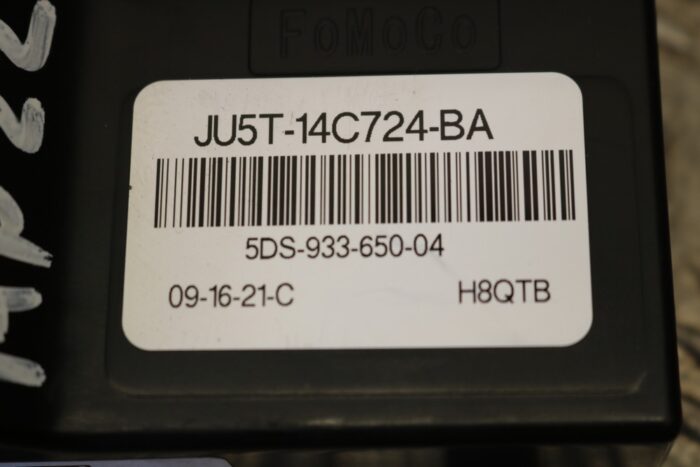 FoMoCo
JU5T-14C724-BA
5DS-933-650-04
09-16-21-C
H8QTB